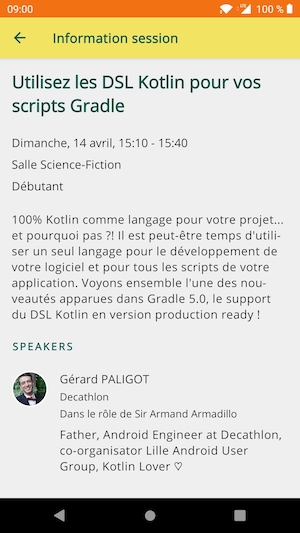 09:00
100 %
Information session
Utilisez les DSL Kotlin pour vos
scripts Gradle
Dimanche, 14 avril, 15:10 - 15:40
Salle Science-Fiction
Débutant
100% Kotlin comme langage pour votre projet...
et pourquoi pas ?! Il est peut-être temps d'utili-
ser un seul langage pour le développement de
votre logiciel et pour tous les scripts de votre
application. Voyons ensemble l'une des nou-
veautés apparues dans Gradle 5.0, le support
du DSL Kotlin en version production ready !
SPEAKERS
Gérard PALIGOT
Decathlon
Dans le rôle de Sir Armand Armadillo
Father, Android Engineer at Decathlon,
co-organisator Lille Android User
Group, Kotlin Lover ♡